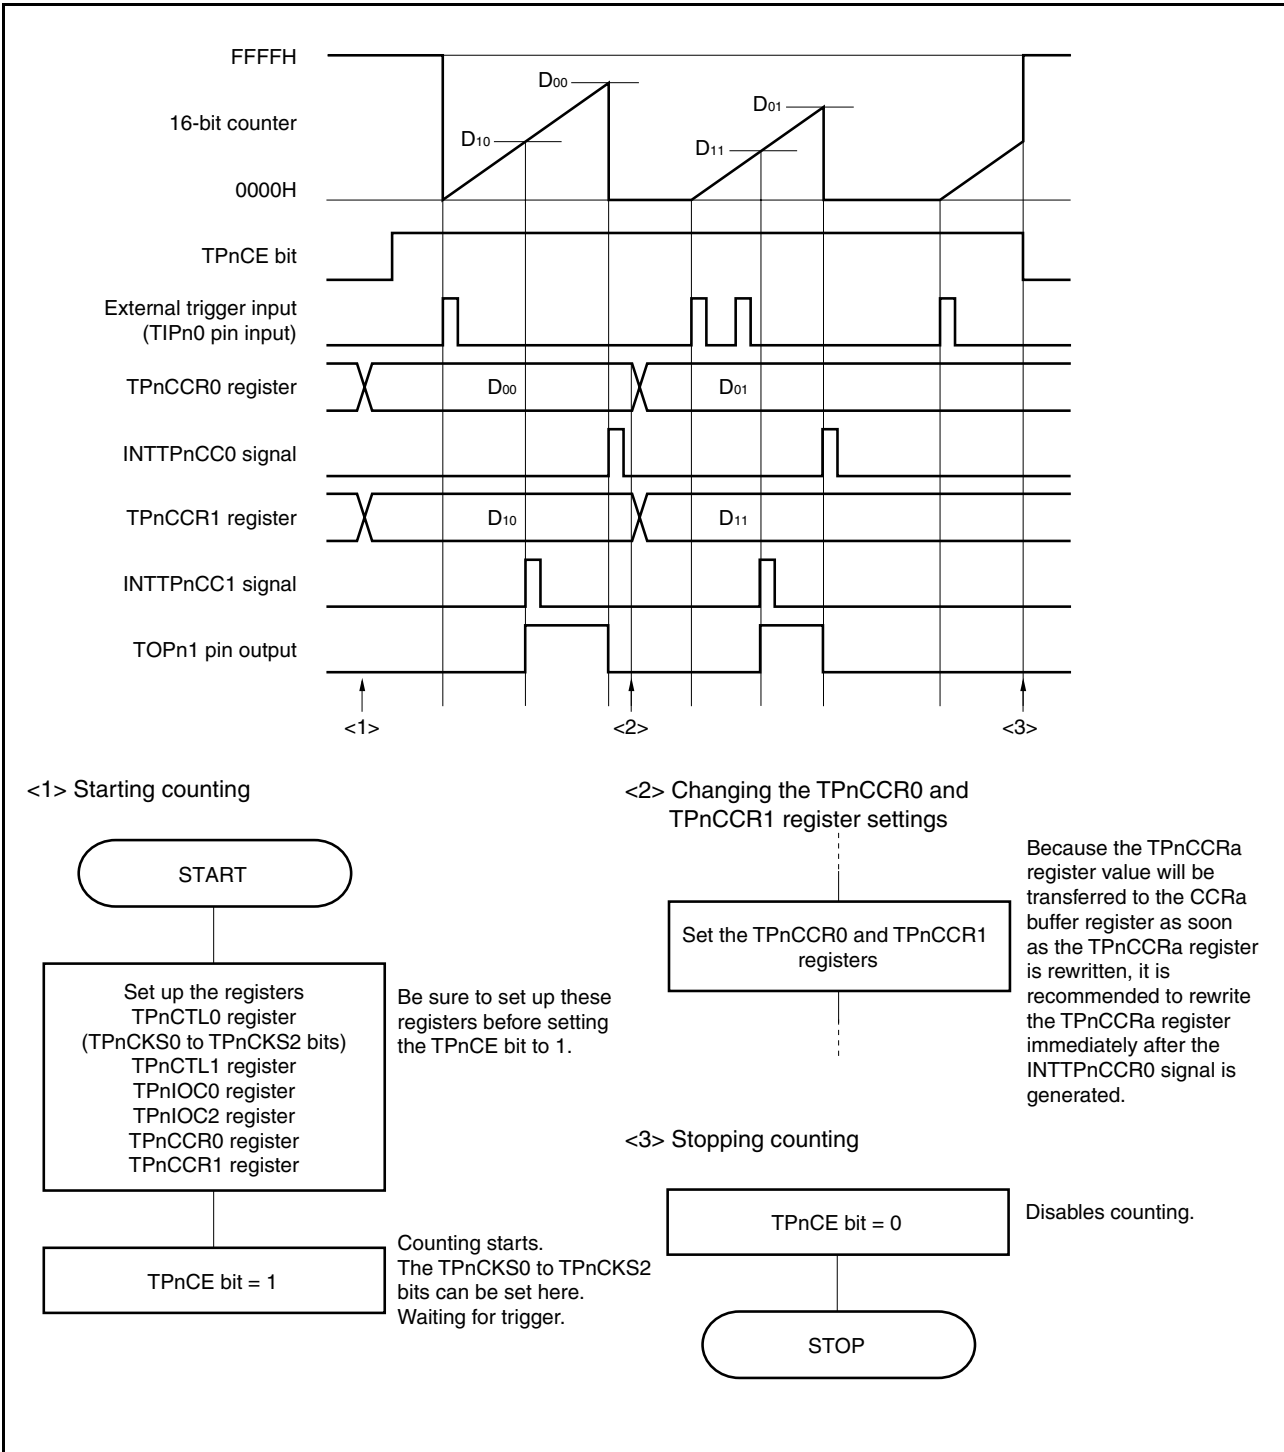 FFFFH
16-bit counter
0000H
D00
D10
D01
D11
TPnCE bit
External trigger input
(TIPn0 pin input)
TPnCCR0 register
D00
D01
INTTPnCC0 signal
TPnCCR1 register
D10
D11
INTTPnCC1 signal
TOPn1 pin output
<1>
<2>
<3>
<1> Starting counting
START
Set up the registers
TPnCTL0 register
(TPnCKS0 to TPnCKS2 bits)
TPnCTL1 register
TPnIOC0 register
TPnIOC2 register
TPnCCR0 register
TPnCCR1 register
Be sure to set up these
registers before setting
the TPnCE bit to 1.
TPnCE bit = 1
Counting starts.
The TPnCKS0 to TPnCKS2
bits can be set here.
Waiting for trigger.
<2> Changing the TPnCCR0 and
TPnCCR1 register settings
Set the TPnCCR0 and TPnCCR1
registers
Because the TPnCCRa
register value will be
transferred to the CCRa
buffer register as soon
as the TPnCCRa register
is rewritten, it is
recommended to rewrite
the TPnCCRa register
immediately after the
INTTPnCCR0 signal is
generated.
<3> Stopping counting
TPnCE bit = 0
Disables counting.
STOP